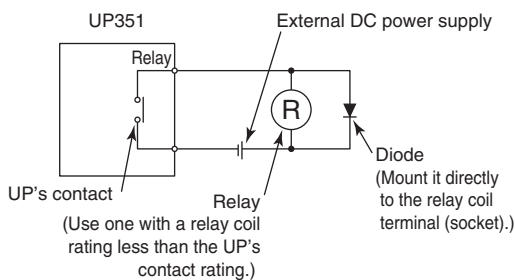 UP351
External DC power supply
Relay
R
Diode
(Mount it directly
to the relay coil
terminal (socket).)
UP's contact
Relay
(Use one with a relay coil
rating less than the UP's
contact rating.)